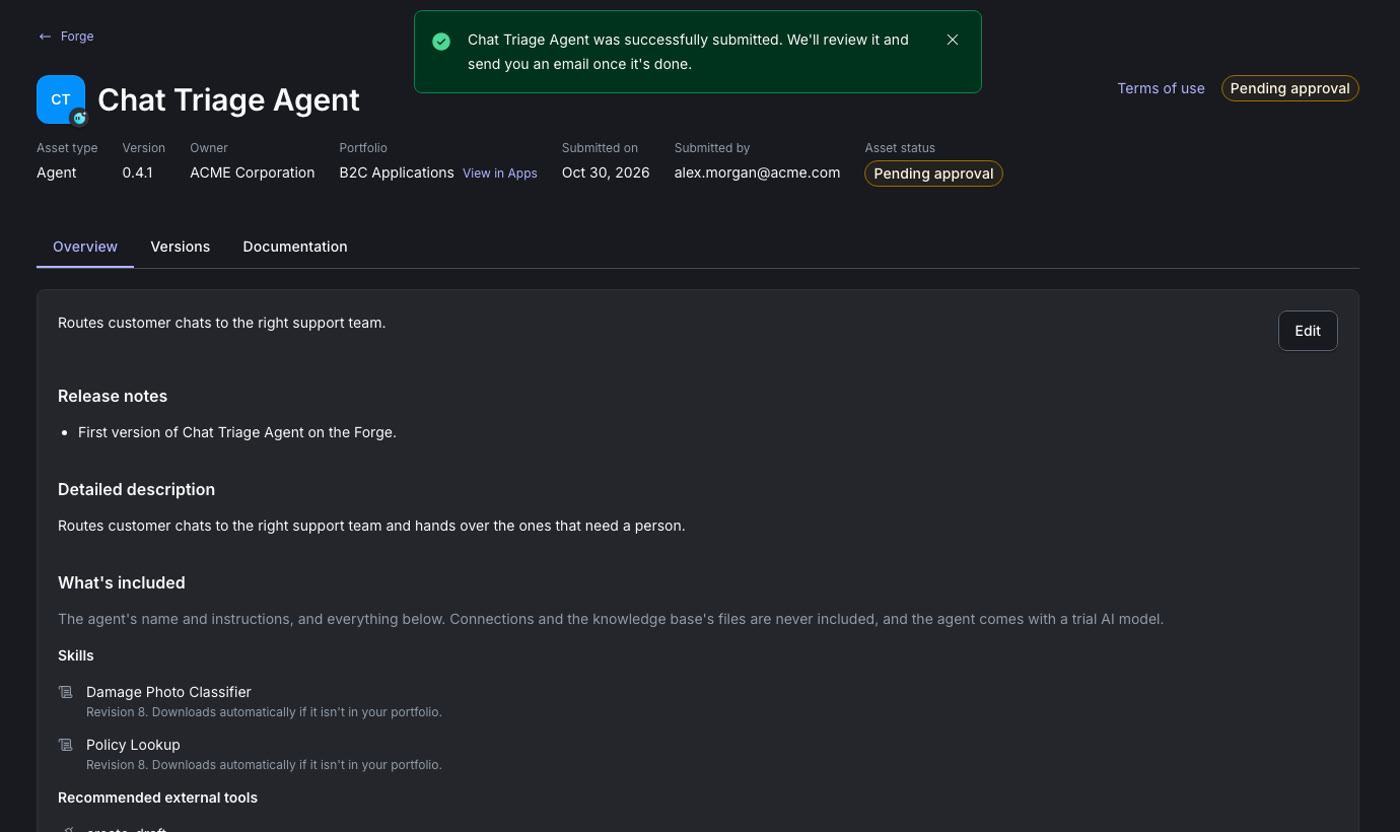 Forge
Chat Triage Agent was successfully submitted. We'll review it and
send you an email once it's done.
CT
Chat Triage Agent
Terms of use
Pending approval
Asset type
Version
Owner
Portfolio
Submitted on
Submitted by
Asset status
Agent
0.4.1
ACME Corporation
B2C Applications
View in Apps
Oct 30, 2026
alex.morgan@acme.com
Pending approval
Overview
Versions
Documentation
Routes customer chats to the right support team.
Edit
Release notes
First version of Chat Triage Agent on the Forge.
Detailed description
Routes customer chats to the right support team and hands over the ones that need a person.
What's included
The agent's name and instructions, and everything below. Connections and the knowledge base's files are never included, and the agent comes with a trial AI model.
Skills
Damage Photo Classifier
Revision 8. Downloads automatically if it isn't in your portfolio.
Policy Lookup
Revision 8. Downloads automatically if it isn't in your portfolio.
Recommended external tools